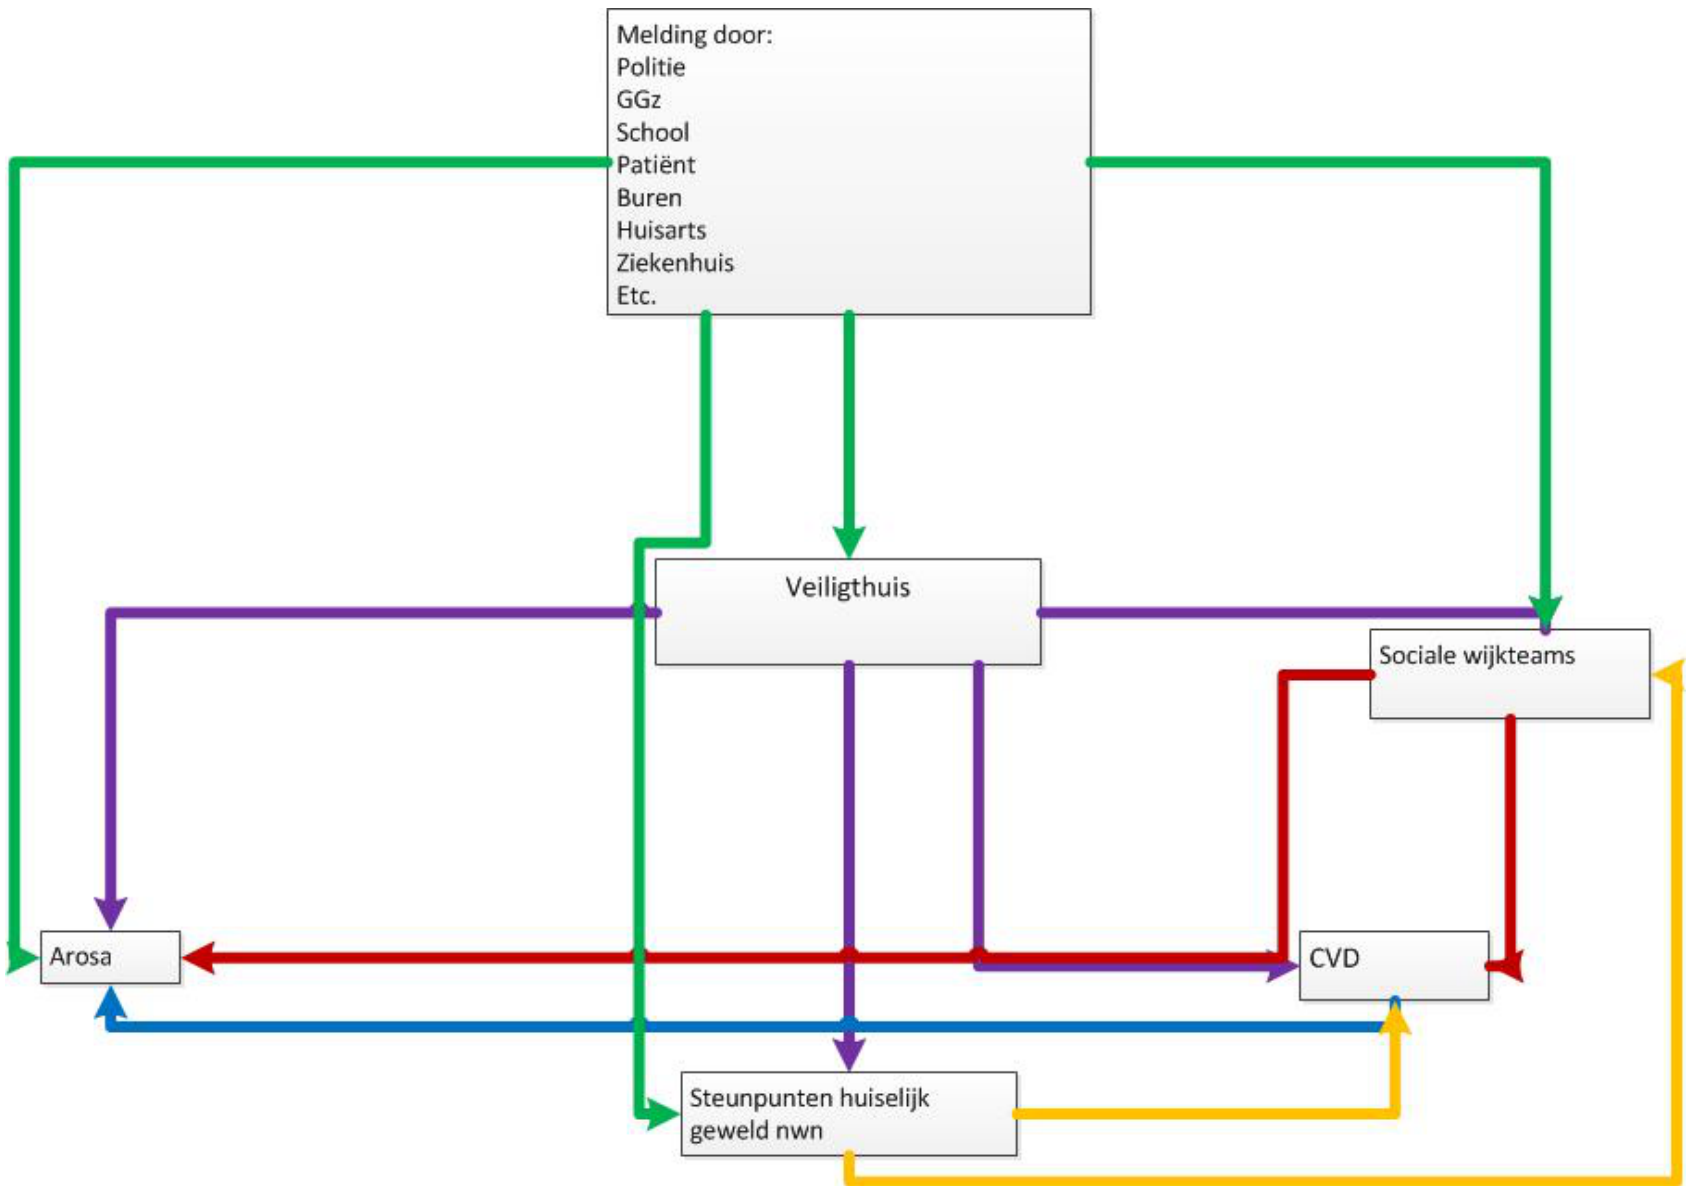 Melding door:
Politie
GGz
School
Patiënt
Buren
Huisarts
Ziekenhuis
Etc.
Veiligthuis
Sociale wijkteams
Arosa
CVD
Steunpunten huiselijk
geweld nwn